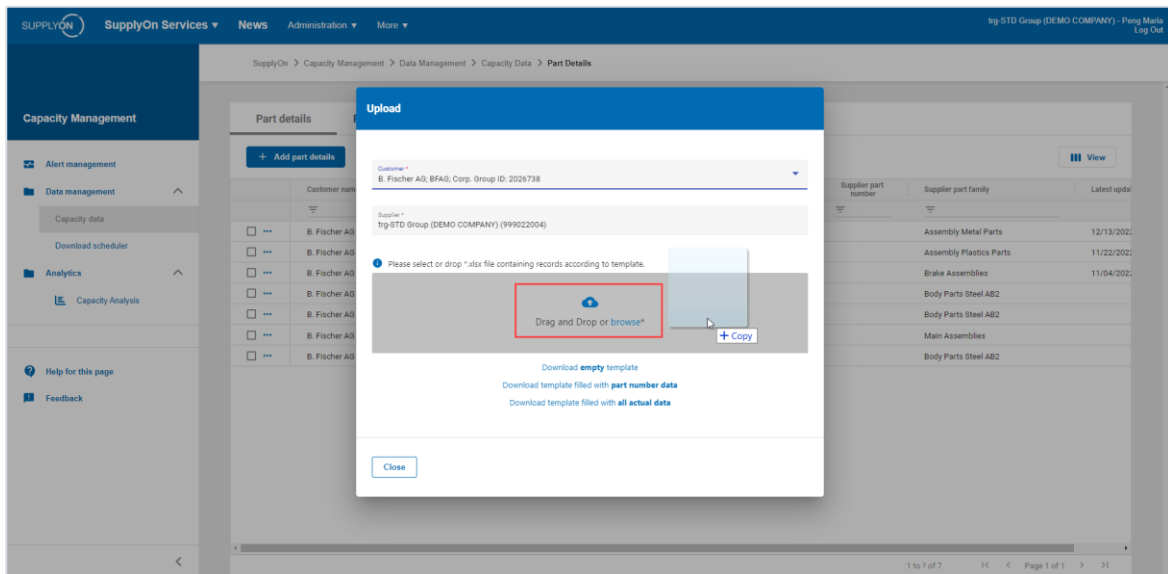 SUPPLYON SupplyOn Services News Administration More
trg-STD Group (DEMO COMPANY) - Peng Maria
Log Out
SupplyOn > Capacity Management > Data Management > Capacity Data > Part Details
Capacity Management
Alert management
Data management
Capacity data
Download scheduler
Analytics
Capacity Analysis
Help for this page
Feedback
Part details
+ Add part details
View
Customer nam
Supplier part
number
Supplier part family
Latest updat
B. Fischer AG
Assembly Metal Parts
12/13/202
B. Fischer AG
Assembly Plastics Parts
11/22/202
B. Fischer AG
Brake Assemblies
11/04/202
B. Fischer AG
Body Parts Steel AB2
B. Fischer AG
Body Parts Steel AB2
B. Fischer AG
Main Assemblies
B. Fischer AG
Body Parts Steel AB2
Upload
Customer *
B. Fischer AG; BFAG; Corp. Group ID: 2026738
Supplier *
trg-STD Group (DEMO COMPANY) (999022004)
Please select or drop *.xlsx file containing records according to template.
Drag and Drop or browse*
+ Copy
Download empty template
Download template filled with part number data
Download template filled with all actual data
Close
1 to 7 of 7
Page 1 of 1